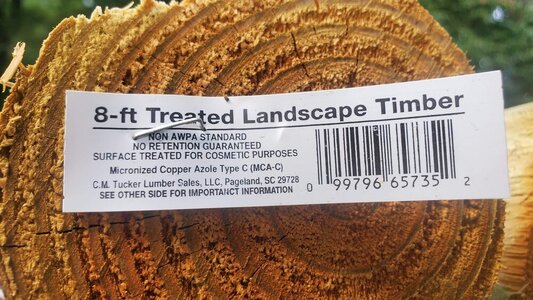 8-ft Treated Landscape Timber
NON AWPA STANDARD
NO RETENTION GUARANTEED
SURFACE TREATED FOR COSMETIC PURPOSES
Micronized Copper Azole Type C (MCA-C)
C.M. Tucker Lumber Sales, LLC, Pageland, SC 29728
SEE OTHER SIDE FOR IMPORTANT INFORMATION
0 99796 65735 2